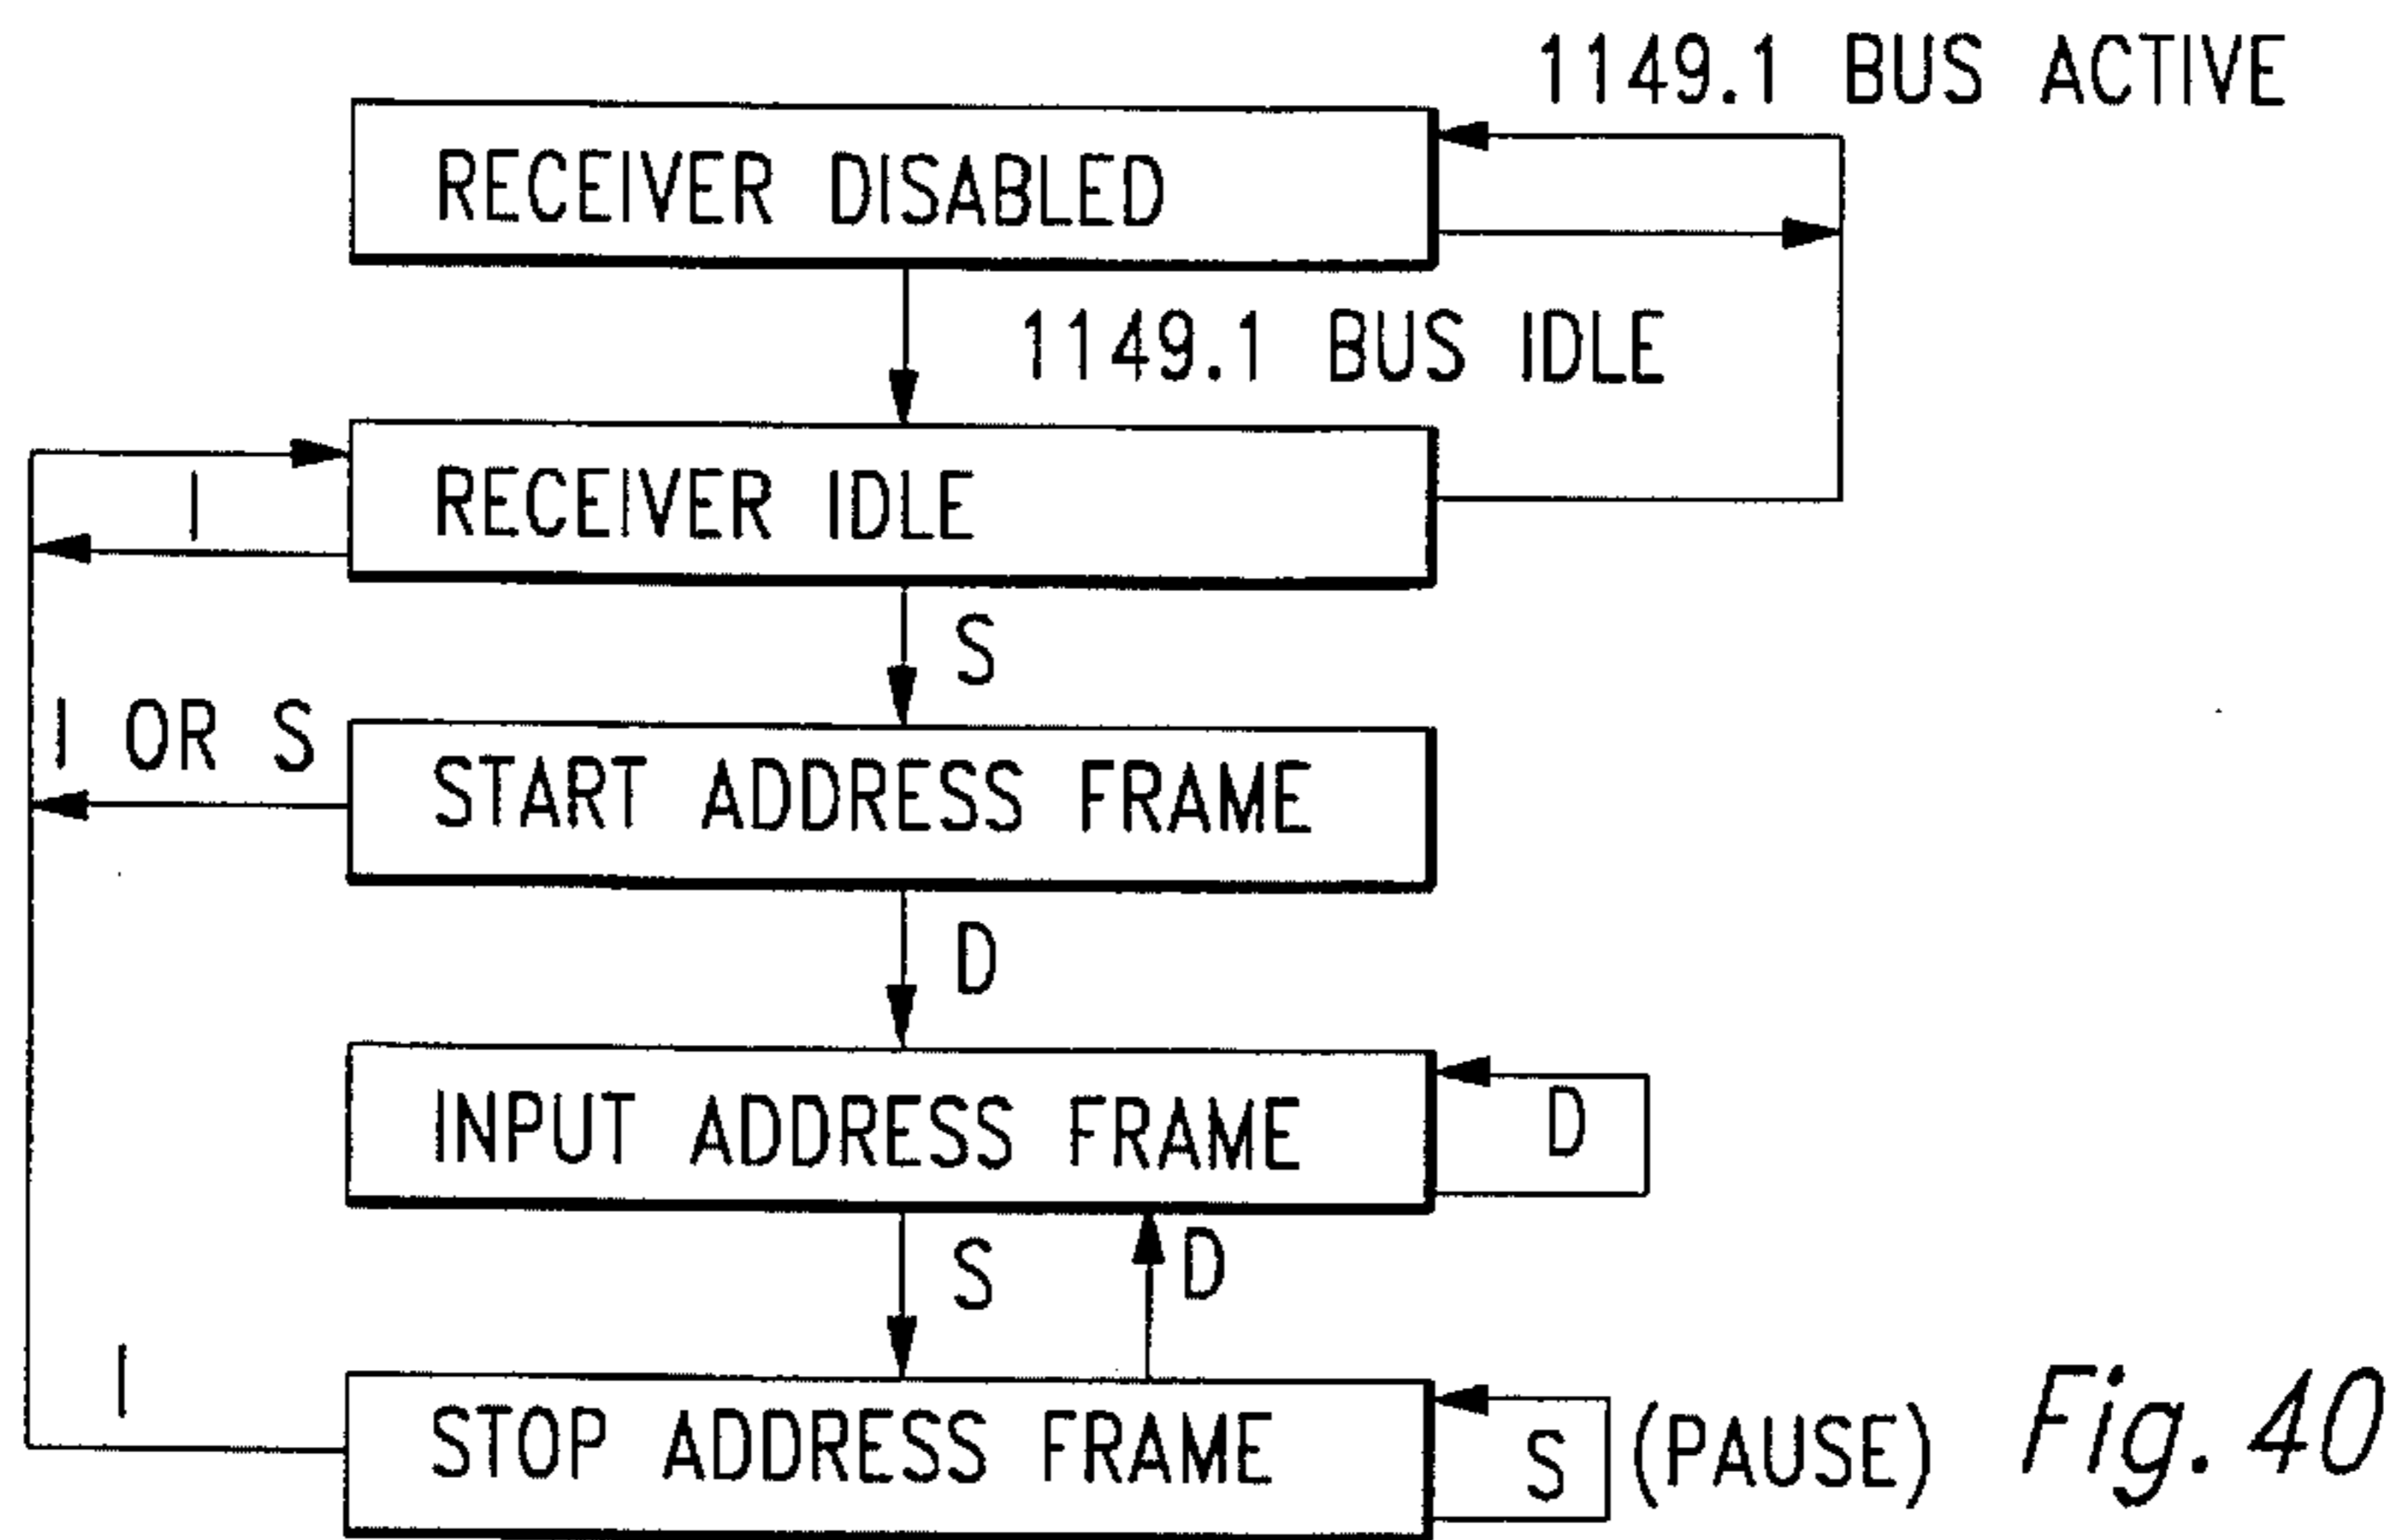 1149.1 BUS ACTIVE
RECEIVER DISABLED
1149.1 BUS IDLE
I
RECEIVER IDLE
S
I OR S
START ADDRESS FRAME
D
INPUT ADDRESS FRAME
D
S
D
I
STOP ADDRESS FRAME
S (PAUSE)
Fig. 40